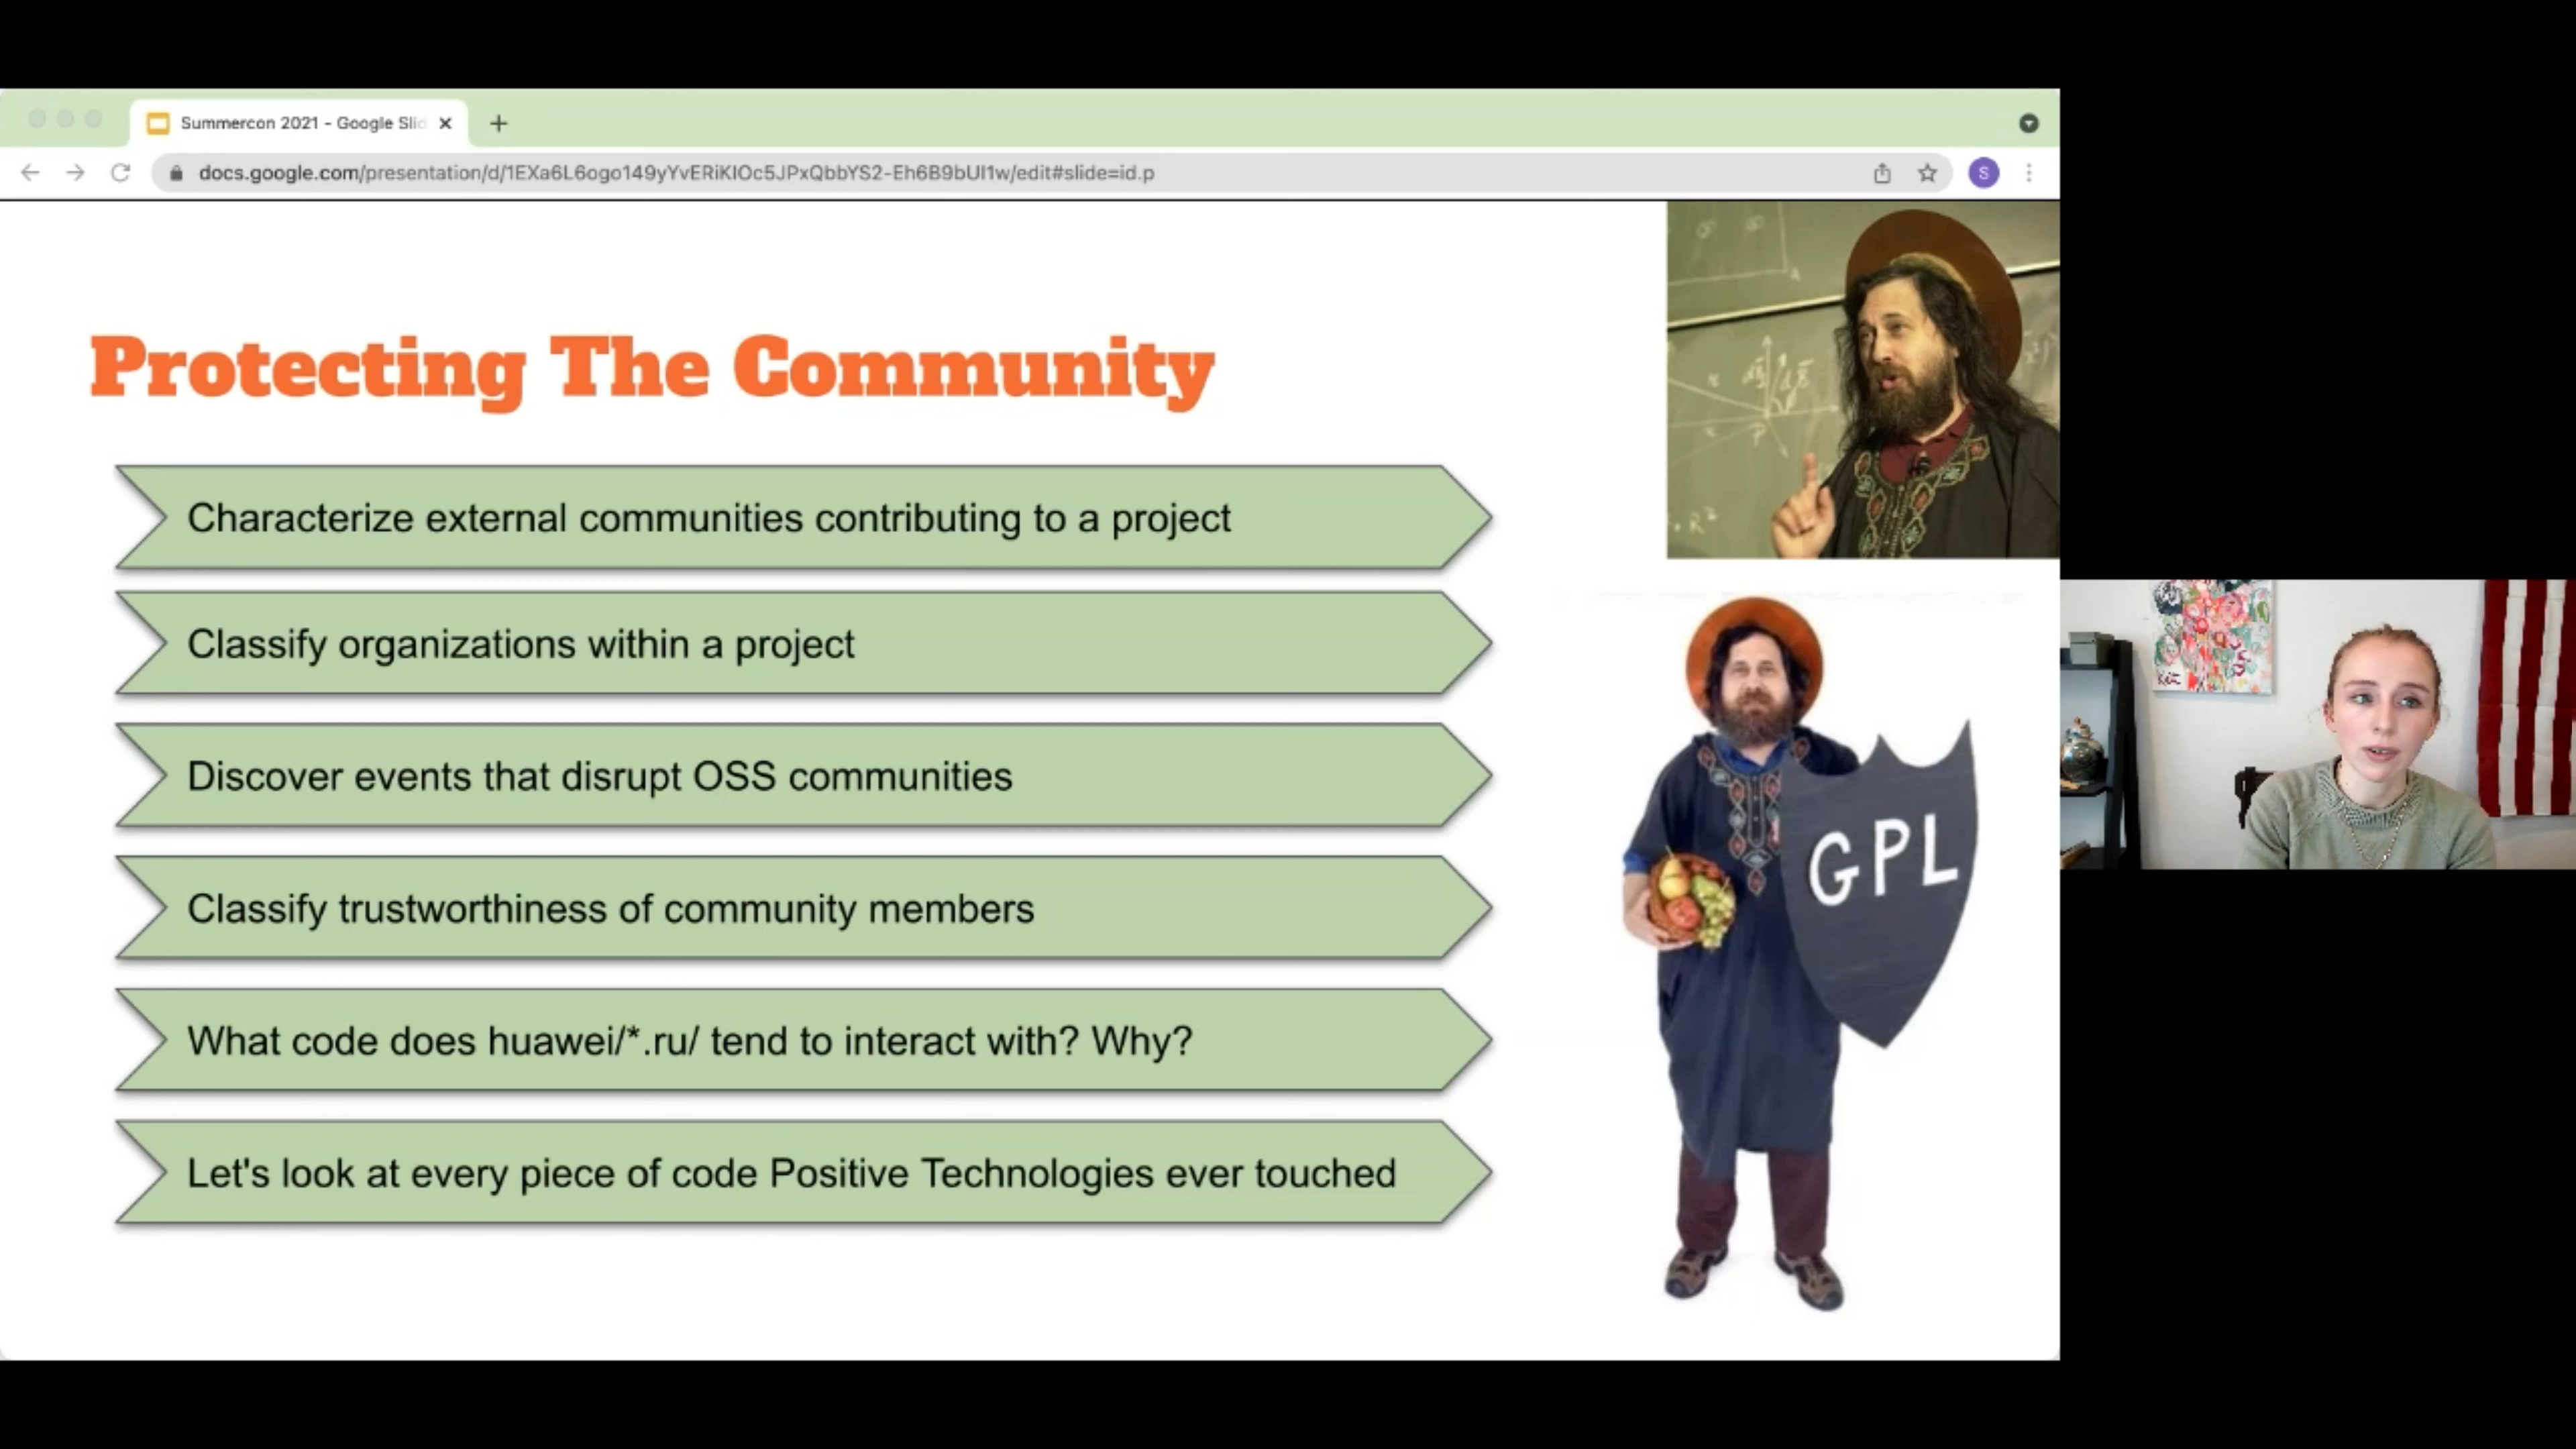 Summercon 2021 - Google Slid
docs.google.com/presentation/d/1EXa6L6ogo149yYvERiKIOc5JPxQbbYS2-Eh6B9bUI1w/edit#slide=id.p
S
Protecting The Community
Characterize external communities contributing to a project
Classify organizations within a project
Discover events that disrupt OSS communities
Classify trustworthiness of community members
What code does huawei/*.ru/ tend to interact with? Why?
Let's look at every piece of code Positive Technologies ever touched
GPL